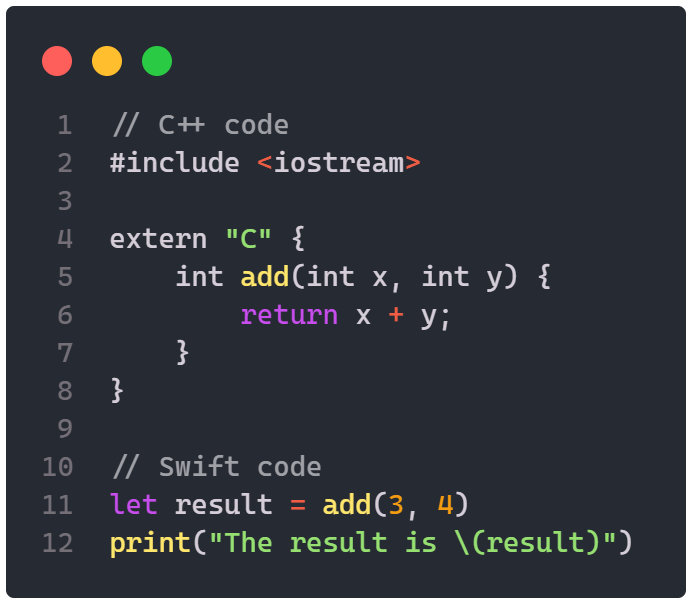 1 // C++ code
2 #include <iostream>
3
4 extern "C" {
5     int add(int x, int y) {
6         return x + y;
7     }
8 }
9
10 // Swift code
11 let result = add(3, 4)
12 print("The result is \(result)")